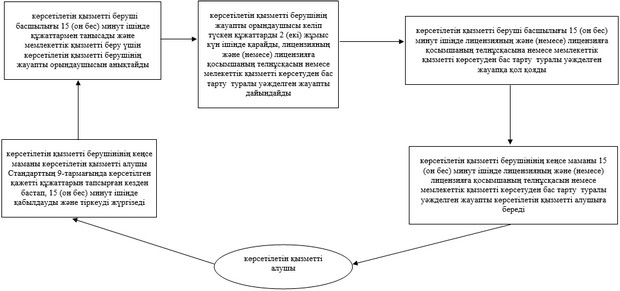 көрсетілетін қызметті беруші
басшылығы 15 (он бес) минут ішінде
құжаттармен танысады және
мемлекеттік қызметті беру үшін
көрсетілетін қызметті берушінің
жауапты орындаушысын анықтайды
көрсетілетін қызметті берушінің
жауапты орындаушысы келіп
түскен құжаттарды 2 (екі) жұмыс
күн ішінде қарайды, лицензияның
және (немесе) лицензияға
қосымшаның телнұсқасын немесе
мелекеттік қызметті көрсетуден бас
тарту туралы уәжделген жауапты
дайындайды
көрсетілетін қызметті беруші басшылығы 15 (он бес)
минут ішінде лицензияның және (немесе) лицензияға
қосымшаның телнұсқасына немесе мемлекеттік
қызметті көрсетуден бас тарту туралы уәжделген
жауапқа қол қояды
көрсетілетін қызметті берушінінің кеңсе
маманы көрсетілетін қызметті алушы
Стандарттың 9-тармағында көрсетілген
қажетті құжаттарын тапсырған кезден
бастап, 15 (он бес) минут ішінде
қабылдауды және тіркеуді жүргізеді
көрсетілетін қызметті берушінің кеңсе маманы 15
(он бес) минут ішінде лицензияның және (немесе)
лицензияға қосымшаның телнұсқасын немесе
мемлекеттік қызметті көрсетуден бас тарту туралы
уәжделген жауапты көрсетілетін қызметті алушыға
береді
көрсетілетін қызметті
алушы